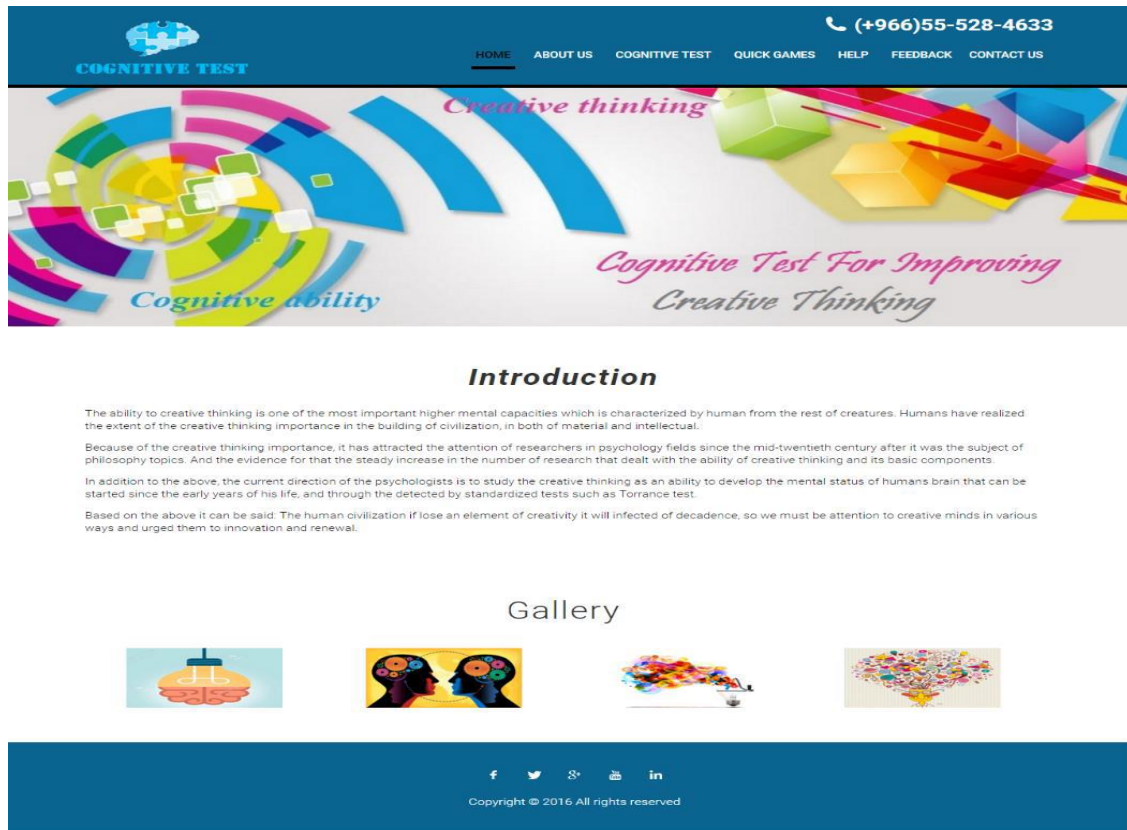 (+966)55-528-4633
COGNITIVE TEST
HOME ABOUT US COGNITIVE TEST QUICK GAMES HELP FEEDBACK CONTACT US
Creative thinking
Cognitive Test For Improving
Creative Thinking
Cognitive ability
Introduction
The ability to creative thinking is one of the most important higher mental capacities which is characterized by human from the rest of creatures. Humans have realized
the extent of the creative thinking importance in the building of civilization, in both of material and intellectual.
Because of the creative thinking importance, it has attracted the attention of researchers in psychology fields since the mid-twentieth century after it was the subject of
philosophy topics. And the evidence for that the steady increase in the number of research that dealt with the ability of creative thinking and its basic components.
In addition to the above, the current direction of the psychologists is to study the creative thinking as an ability to develop the mental status of humans brain that can be
started since the early years of his life, and through the detected by standardized tests such as Torrance test.
Based on the above it can be said: The human civilization if lose an element of creativity it will infected of decadence, so we must be attention to creative minds in various
ways and urged them to innovation and renewal.
Gallery
Copyright © 2016 All rights reserved